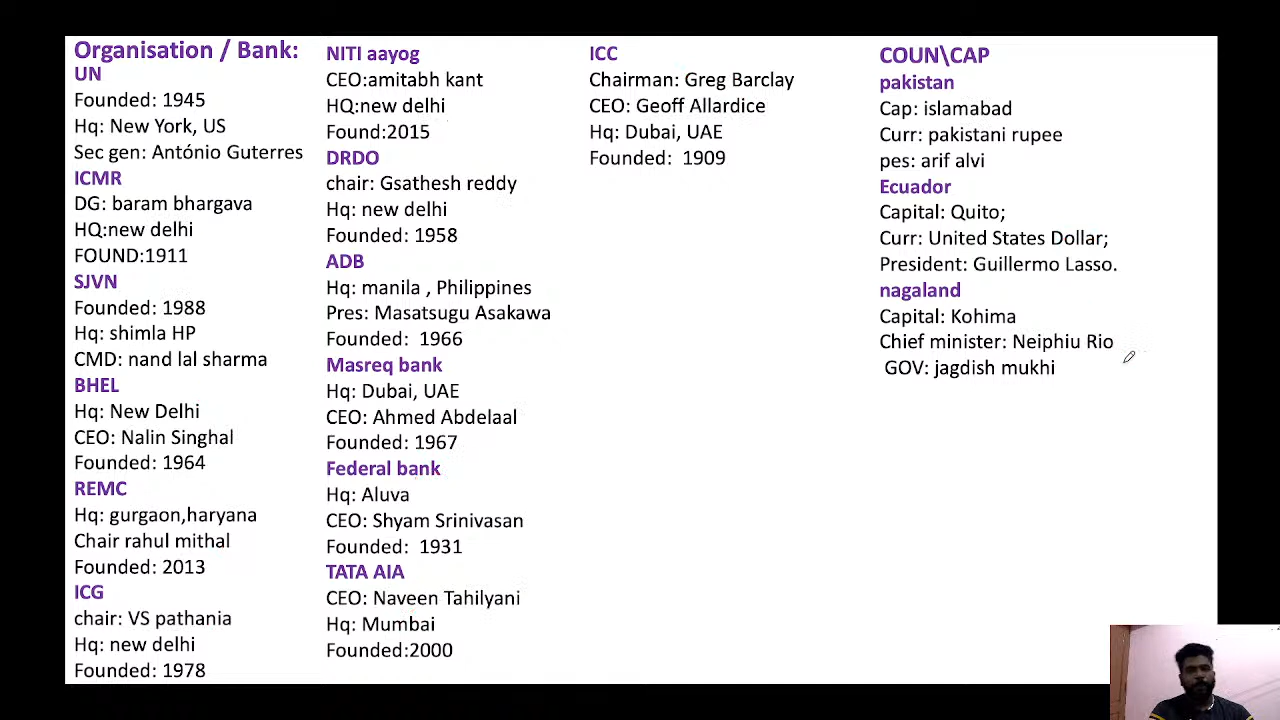 Organisation / Bank:
UN
Founded: 1945
Hq: New York, US
Sec gen: António Guterres
ICMR
DG: baram bhargava
HQ:new delhi
FOUND:1911
SJVN
Founded: 1988
Hq: shimla HP
CMD: nand lal sharma
BHEL
Hq: New Delhi
CEO: Nalin Singhal
Founded: 1964
REMC
Hq: gurgaon,haryana
Chair rahul mithal
Founded: 2013
ICG
chair: VS pathania
Hq: new delhi
Founded: 1978
NITI aayog
CEO:amitabh kant
HQ:new delhi
Found:2015
DRDO
chair: Gsathesh reddy
Hq: new delhi
Founded: 1958
ADB
Hq: manila , Philippines
Pres: Masatsugu Asakawa
Founded:  1966
Masreq bank
Hq: Dubai, UAE
CEO: Ahmed Abdelaal
Founded: 1967
Federal bank
Hq: Aluva
CEO: Shyam Srinivasan
Founded:  1931
TATA AIA
CEO: Naveen Tahilyani
Hq: Mumbai
Founded:2000
ICC
Chairman: Greg Barclay
CEO: Geoff Allardice
Hq: Dubai, UAE
Founded:  1909
COUN\CAP
pakistan
Cap: islamabad
Curr: pakistani rupee
pes: arif alvi
Ecuador
Capital: Quito;
Curr: United States Dollar;
President: Guillermo Lasso.
nagaland
Capital: Kohima
Chief minister: Neiphiu Rio
GOV: jagdish mukhi